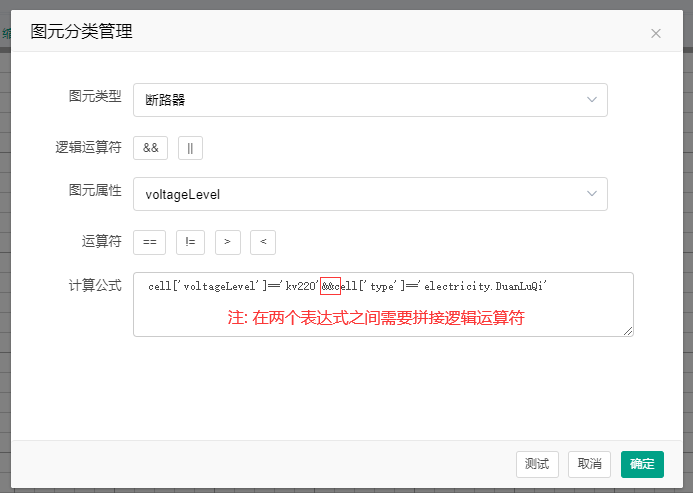 图元分类管理
图元类型 断路器
逻辑运算符 && ||
图元属性 voltageLevel
运算符 == != > <
计算公式 cell['voltageLevel']=='kv220'&&cell['type']=='electricity.DuanLuQi'
注: 在两个表达式之间需要拼接逻辑运算符
测试 取消 确定